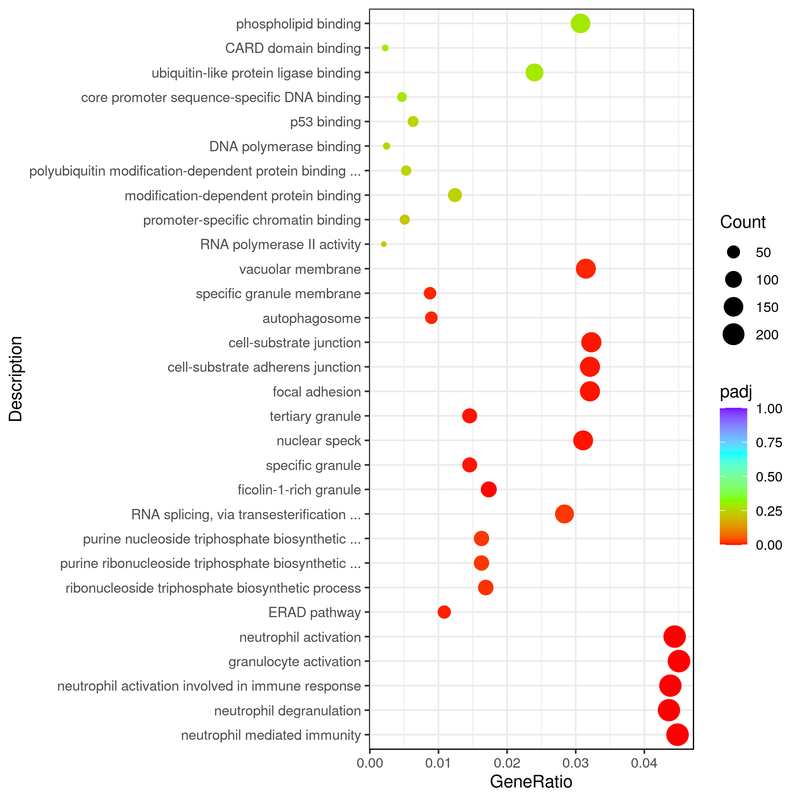 phospholipid binding
CARD domain binding
ubiquitin-like protein ligase binding
core promoter sequence-specific DNA binding
p53 binding
DNA polymerase binding
polyubiquitin modification-dependent protein binding ...
modification-dependent protein binding
promoter-specific chromatin binding
RNA polymerase II activity
vacuolar membrane
specific granule membrane
autophagosome
cell-substrate junction
cell-substrate adherens junction
focal adhesion
tertiary granule
nuclear speck
specific granule
ficolin-1-rich granule
RNA splicing, via transesterification ...
purine nucleoside triphosphate biosynthetic ...
purine ribonucleoside triphosphate biosynthetic ...
ribonucleoside triphosphate biosynthetic process
ERAD pathway
neutrophil activation
granulocyte activation
neutrophil activation involved in immune response
neutrophil degranulation
neutrophil mediated immunity
Description
0.00 0.01 0.02 0.03 0.04
GeneRatio
Count
50
100
150
200
padj
1.00
0.75
0.50
0.25
0.00